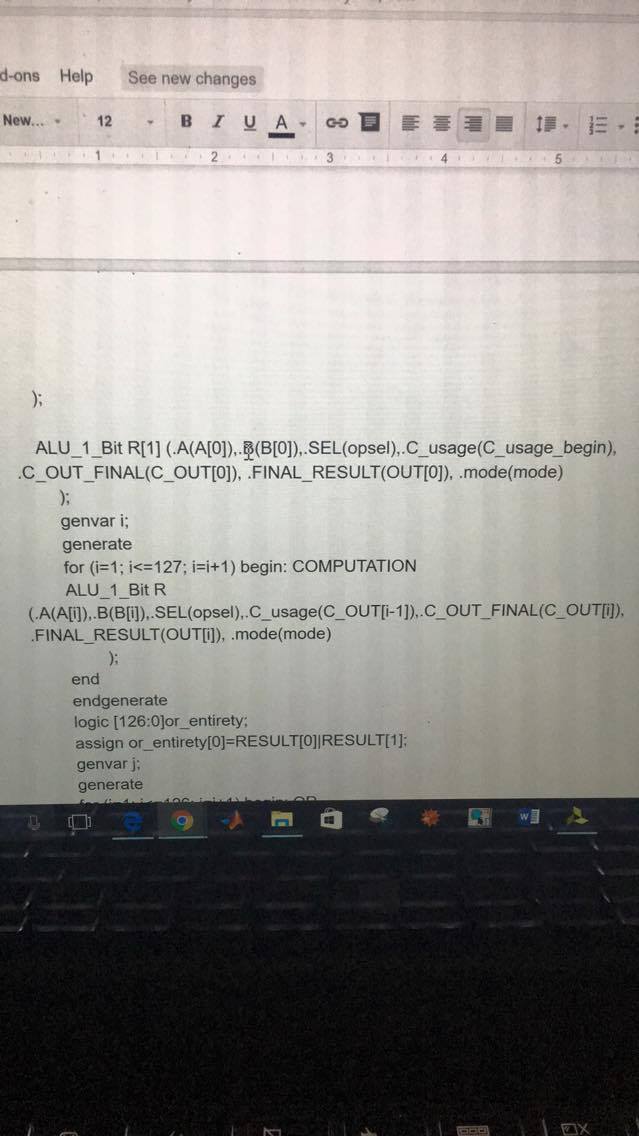 d-ons Help See new changes
New... 12 B I U A
1 2 3 4 5
);
ALU_1_Bit R[1] (.A(A[0]),.B(B[0]),.SEL(opsel),.C_usage(C_usage_begin),
.C_OUT_FINAL(C_OUT[0]), .FINAL_RESULT(OUT[0]), .mode(mode)
);
genvar i;
generate
for (i=1; i<=127; i=i+1) begin: COMPUTATION
ALU_1_Bit R
(.A(A[i]),.B(B[i]),.SEL(opsel),.C_usage(C_OUT[i-1]),.C_OUT_FINAL(C_OUT[i]),
.FINAL_RESULT(OUT[i]), .mode(mode)
);
end
endgenerate
logic [126:0]or_entirety;
assign or_entirety[0]=RESULT[0]|RESULT[1];
genvar j;
generate